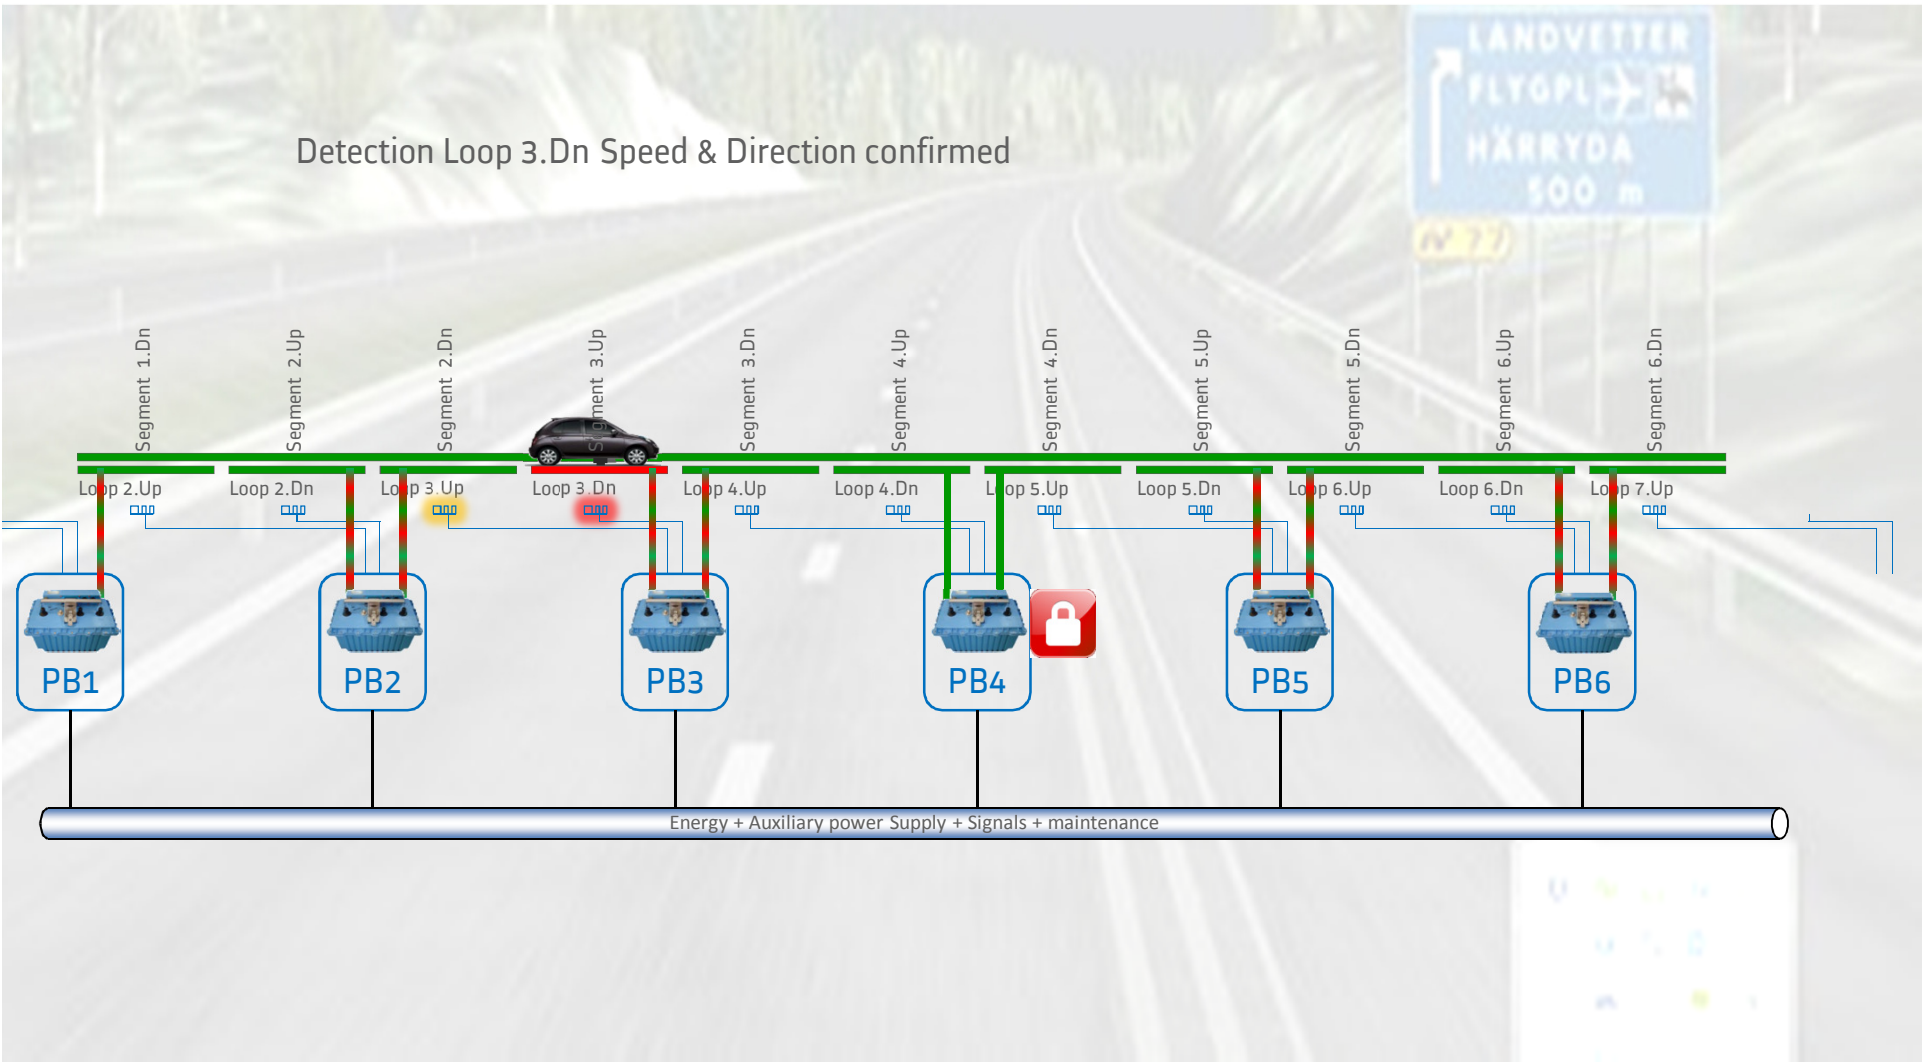 LANDVETTER
FLYGPL
HÄRRYDA
500 m
Detection Loop 3.Dn Speed & Direction confirmed
Segment 1.Dn
Segment 2.Up
Segment 2.Dn
Segment 3.Up
Segment 3.Dn
Segment 4.Up
Segment 4.Dn
Segment 5.Up
Segment 5.Dn
Segment 6.Up
Segment 6.Dn
Loop 2.Up
Loop 2.Dn
Loop 3.Up
Loop 3.Dn
Loop 4.Up
Loop 4.Dn
Loop 5.Up
Loop 5.Dn
Loop 6.Up
Loop 6.Dn
Loop 7.Up
PB1
PB2
PB3
PB4
PB5
PB6
Energy + Auxiliary power Supply + Signals + maintenance